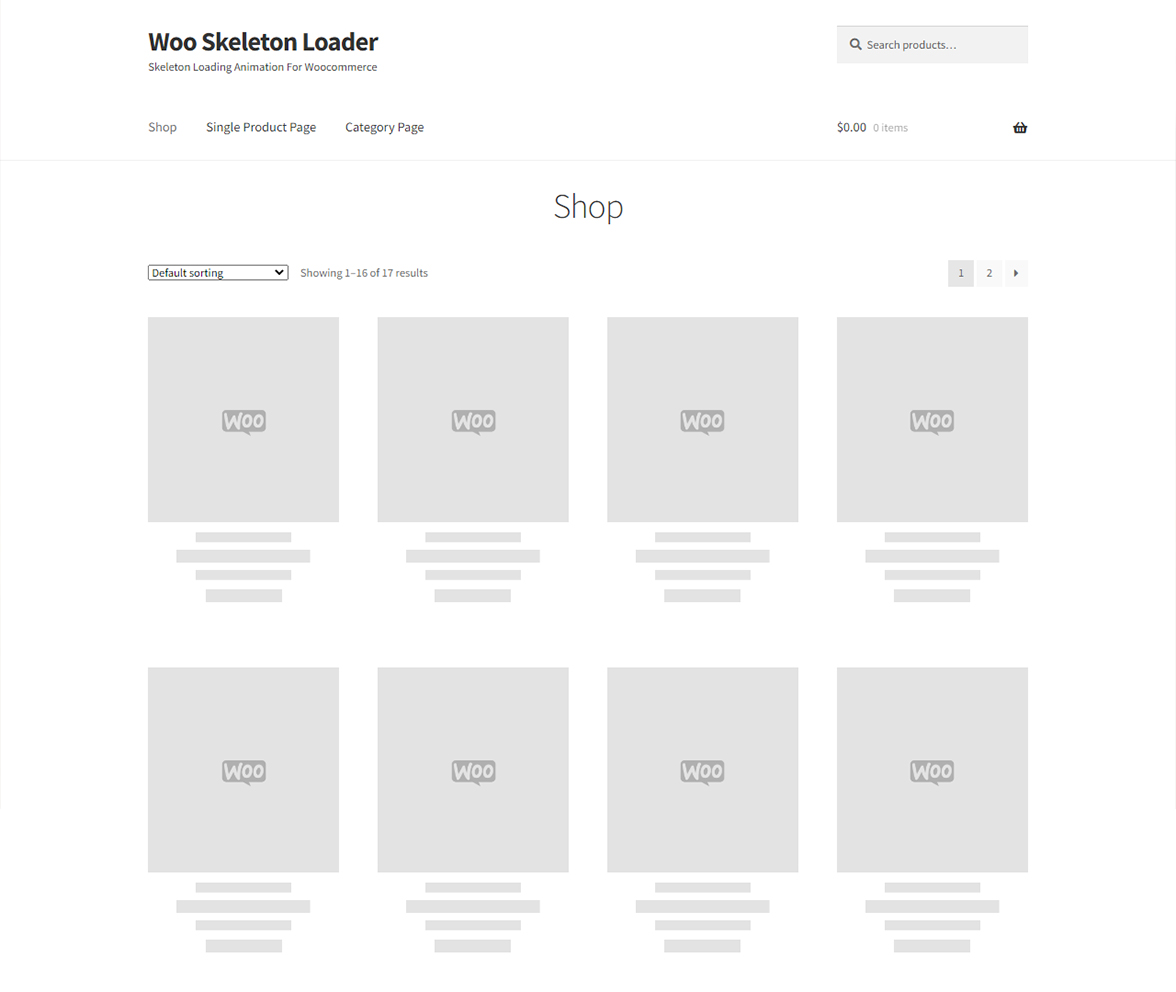 Woo Skeleton Loader
Skeleton Loading Animation For Woocommerce
Search products…
Shop
Single Product Page
Category Page
$0.00 0 items
Shop
Default sorting
Showing 1–16 of 17 results
1 2
Woo Woo Woo Woo
Woo Woo Woo Woo